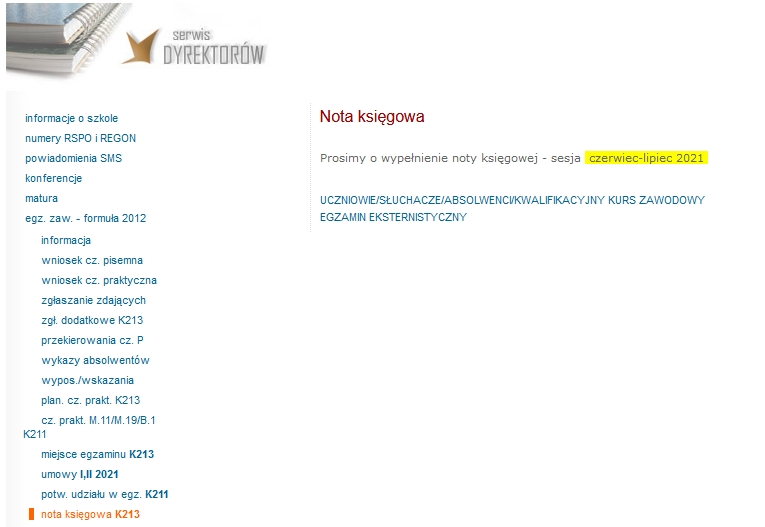 serwis
DYREKTORÓW
informacje o szkole
numery RSPO i REGON
powiadomienia SMS
konferencje
matura
egz. zaw. - formuła 2012
informacja
wniosek cz. pisemna
wniosek cz. praktyczna
zgłaszanie zdających
zgł. dodatkowe K213
przekierowania cz. P
wykazy absolwentów
wypos./wskazania
plan. cz. prakt. K213
cz. prakt. M.11/M.19/B.1
K211
miejsce egzaminu K213
umowy I,II 2021
potw. udziału w egz. K211
nota księgowa K213
Nota księgowa
Prosimy o wypełnienie noty księgowej - sesja czerwiec-lipiec 2021
UCZNIOWIE/SŁUCHACZE/ABSOLWENCI/KWALIFIKACYJNY KURS ZAWODOWY
EGZAMIN EKSTERNISTYCZNY